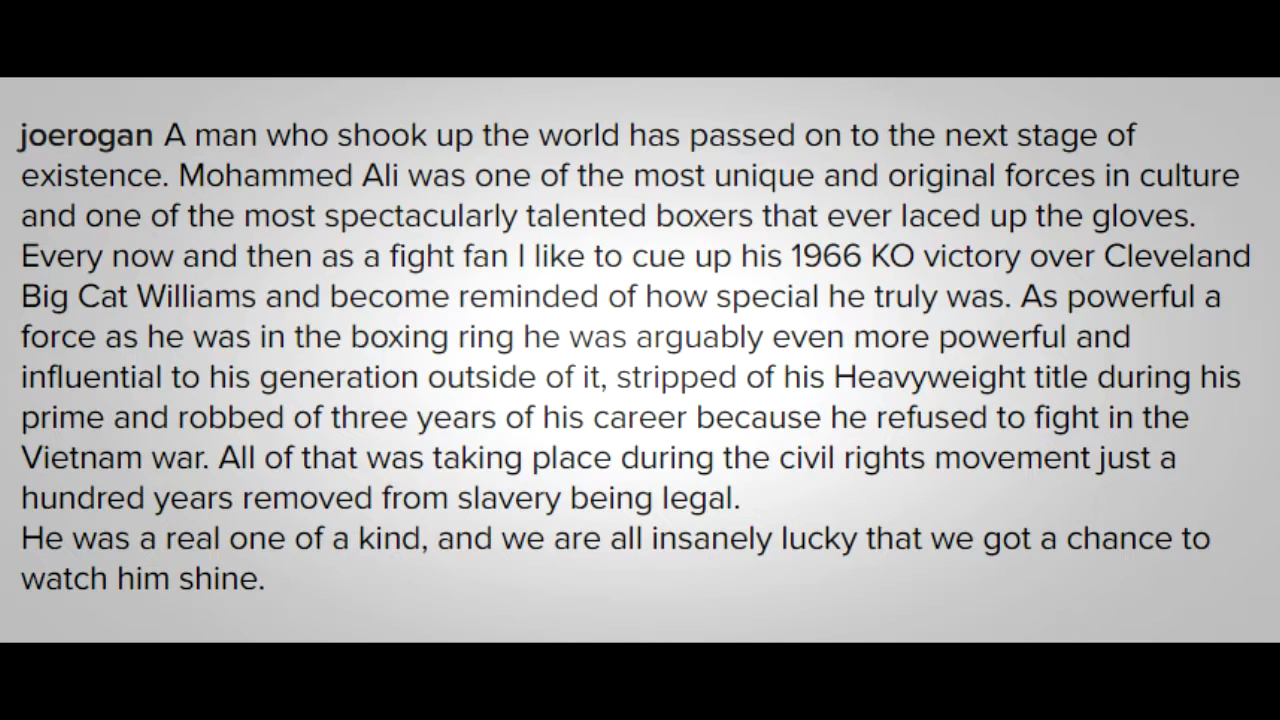 joerogan A man who shook up the world has passed on to the next stage of
existence. Mohammed Ali was one of the most unique and original forces in culture
and one of the most spectacularly talented boxers that ever laced up the gloves.
Every now and then as a fight fan I like to cue up his 1966 KO victory over Cleveland
Big Cat Williams and become reminded of how special he truly was. As powerful a
force as he was in the boxing ring he was arguably even more powerful and
influential to his generation outside of it, stripped of his Heavyweight title during his
prime and robbed of three years of his career because he refused to fight in the
Vietnam war. All of that was taking place during the civil rights movement just a
hundred years removed from slavery being legal.
He was a real one of a kind, and we are all insanely lucky that we got a chance to
watch him shine.